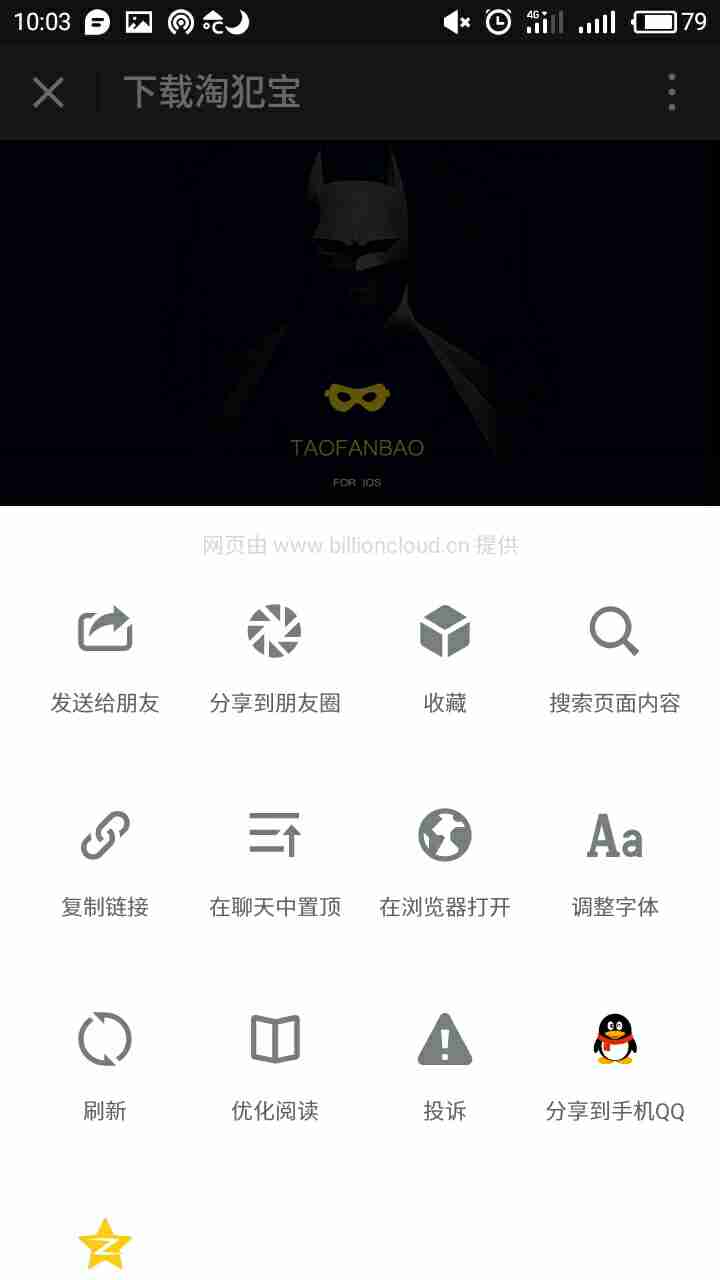 10:03
℃
4G
79
下载淘犯宝
TAOFANBAO
FOR IOS
网页由 www.billioncloud.cn 提供
发送给朋友
分享到朋友圈
收藏
搜索页面内容
Aa
复制链接
在聊天中置顶
在浏览器打开
调整字体
刷新
优化阅读
投诉
分享到手机QQ